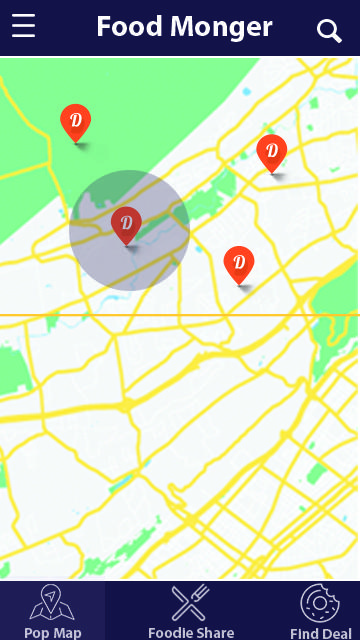 Food Monger
D
D
D
D
Pop Map
Foodie Share
Find Deal